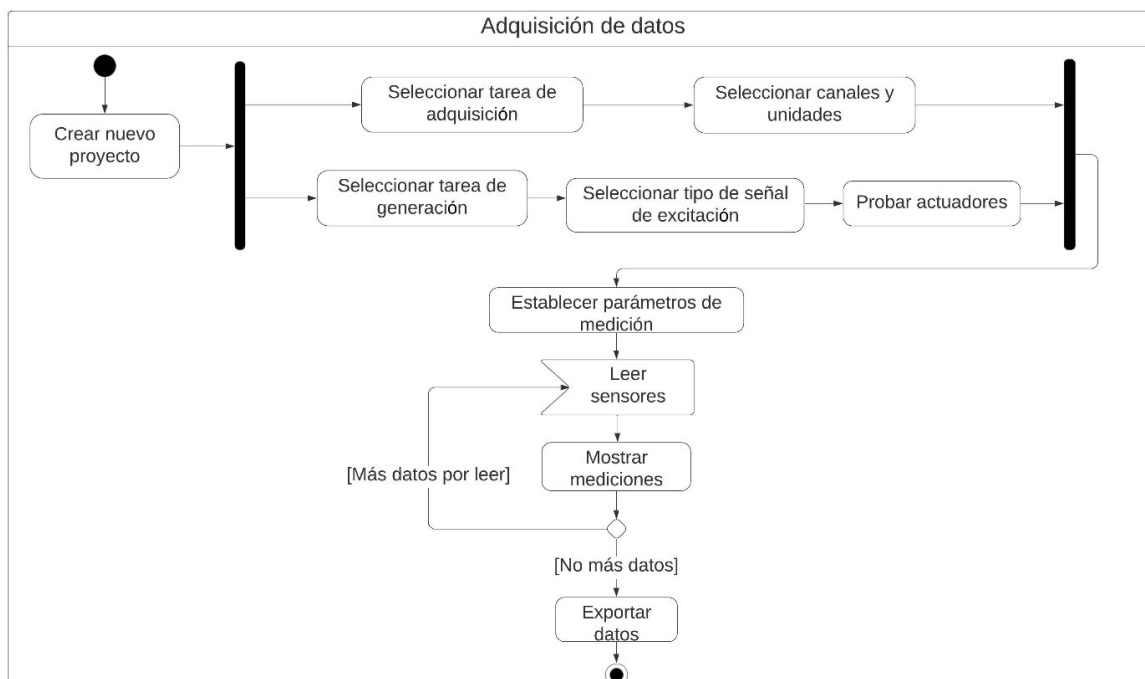 Adquisición de datos
Crear nuevo
proyecto
Seleccionar tarea de
adquisición
Seleccionar canales y
unidades
Seleccionar tarea de
generación
Seleccionar tipo de señal
de excitación
Probar actuadores
Establecer parámetros de
medición
Leer
sensores
Mostrar
mediciones
[Más datos por leer]
[No más datos]
Exportar
datos